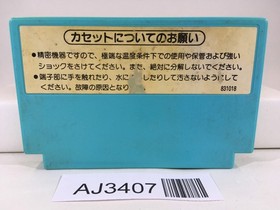 カセットについてのお願い
●精密機器ですので、極端な温度条件下での使用や保管および強い
ショックをさけてください。また、絶対に分解しないでください。
●端子部に手を触れたり、水に したりして汚さないようにして
ください。故障の原因となり
831018
AJ3407